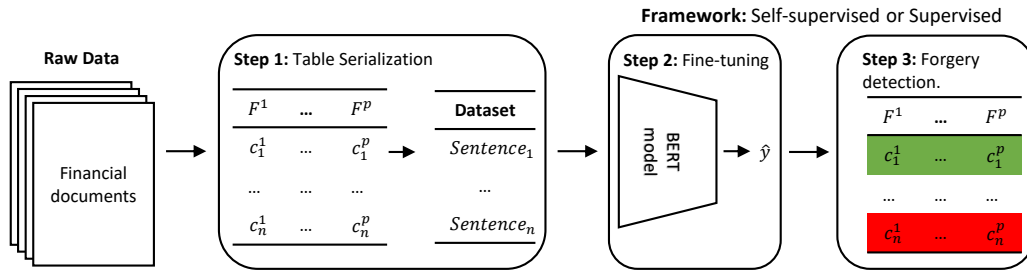 Framework: Self-supervised or Supervised
Raw Data
Financial
documents
Step 1: Table Serialization
F¹ ... Fᵖ
c₁¹ ... c₁ᵖ
... ... ...
cₙ¹ ... cₙᵖ
Dataset
Sentence₁
...
Sentenceₙ
Step 2: Fine-tuning
BERT
model
ŷ
Step 3: Forgery
detection.
F¹ ... Fᵖ
c₁¹ ... c₁ᵖ
... ... ...
cₙ¹ ... cₙᵖ